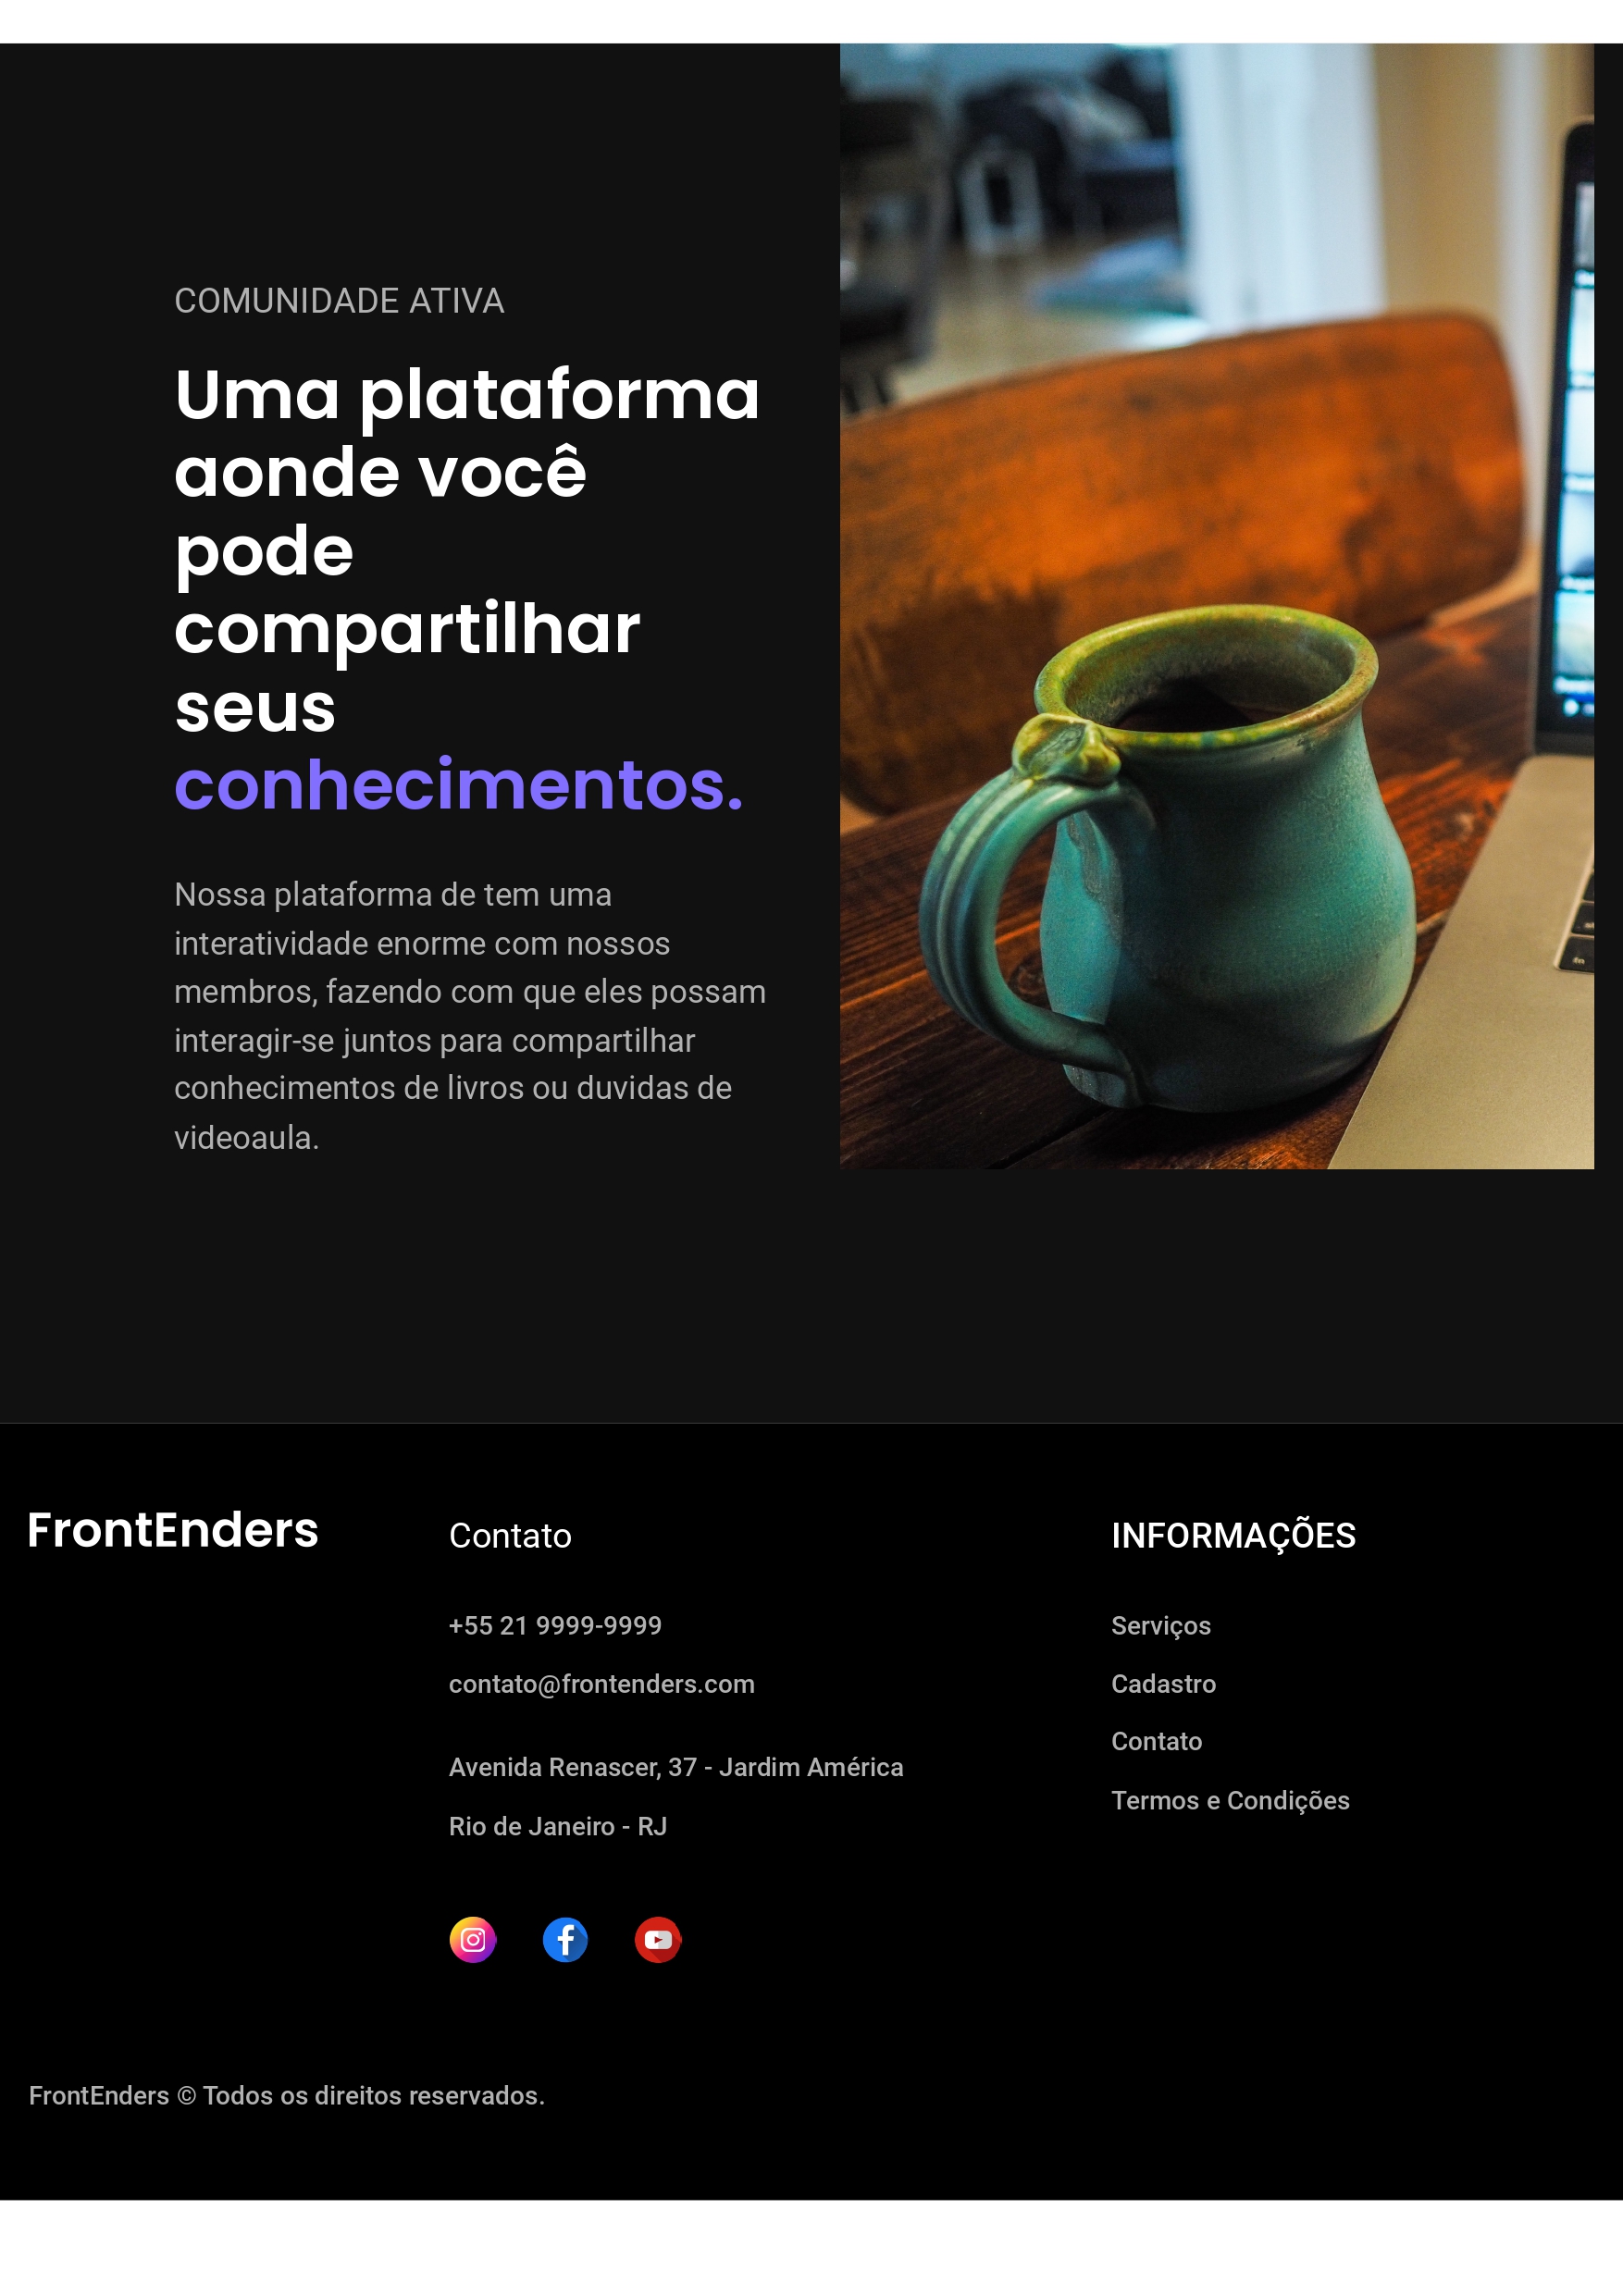 COMUNIDADE ATIVA
Uma plataforma
aonde você
pode
compartilhar
seus
conhecimentos.
Nossa plataforma de tem uma
interatividade enorme com nossos
membros, fazendo com que eles possam
interagir-se juntos para compartilhar
conhecimentos de livros ou duvidas de
videoaula.
FrontEnders
Contato
+55 21 9999-9999
contato@frontenders.com
Avenida Renascer, 37 - Jardim América
Rio de Janeiro - RJ
INFORMAÇÕES
Serviços
Cadastro
Contato
Termos e Condições
FrontEnders © Todos os direitos reservados.